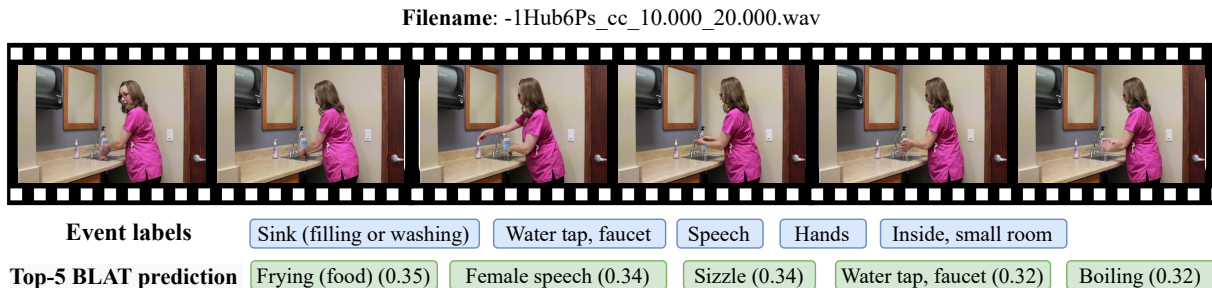 Filename: -1Hub6Ps_cc_10.000_20.000.wav
Event labels Sink (filling or washing) Water tap, faucet Speech Hands Inside, small room
Top-5 BLAT prediction Frying (food) (0.35) Female speech (0.34) Sizzle (0.34) Water tap, faucet (0.32) Boiling (0.32)